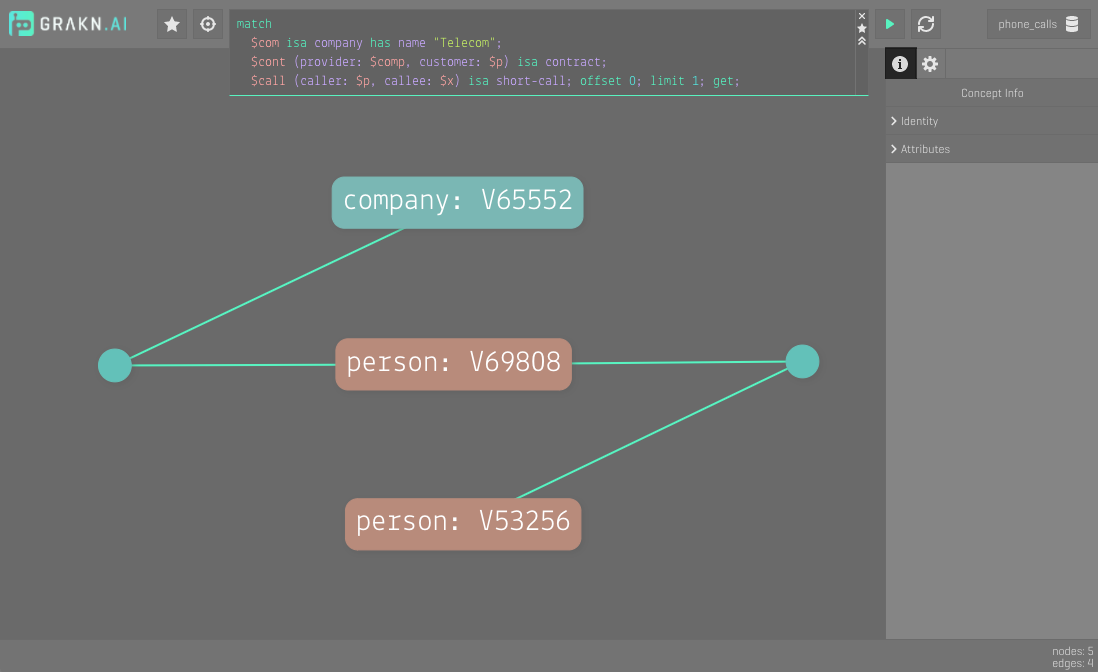 GRAKN.AI
match
$com isa company has name "Telecom";
$cont (provider: $comp, customer: $p) isa contract;
$call (caller: $p, callee: $x) isa short-call; offset 0; limit 1; get;
phone_calls
Concept Info
Identity
Attributes
company: V65552
person: V69808
person: V53256
nodes: 5
edges: 4